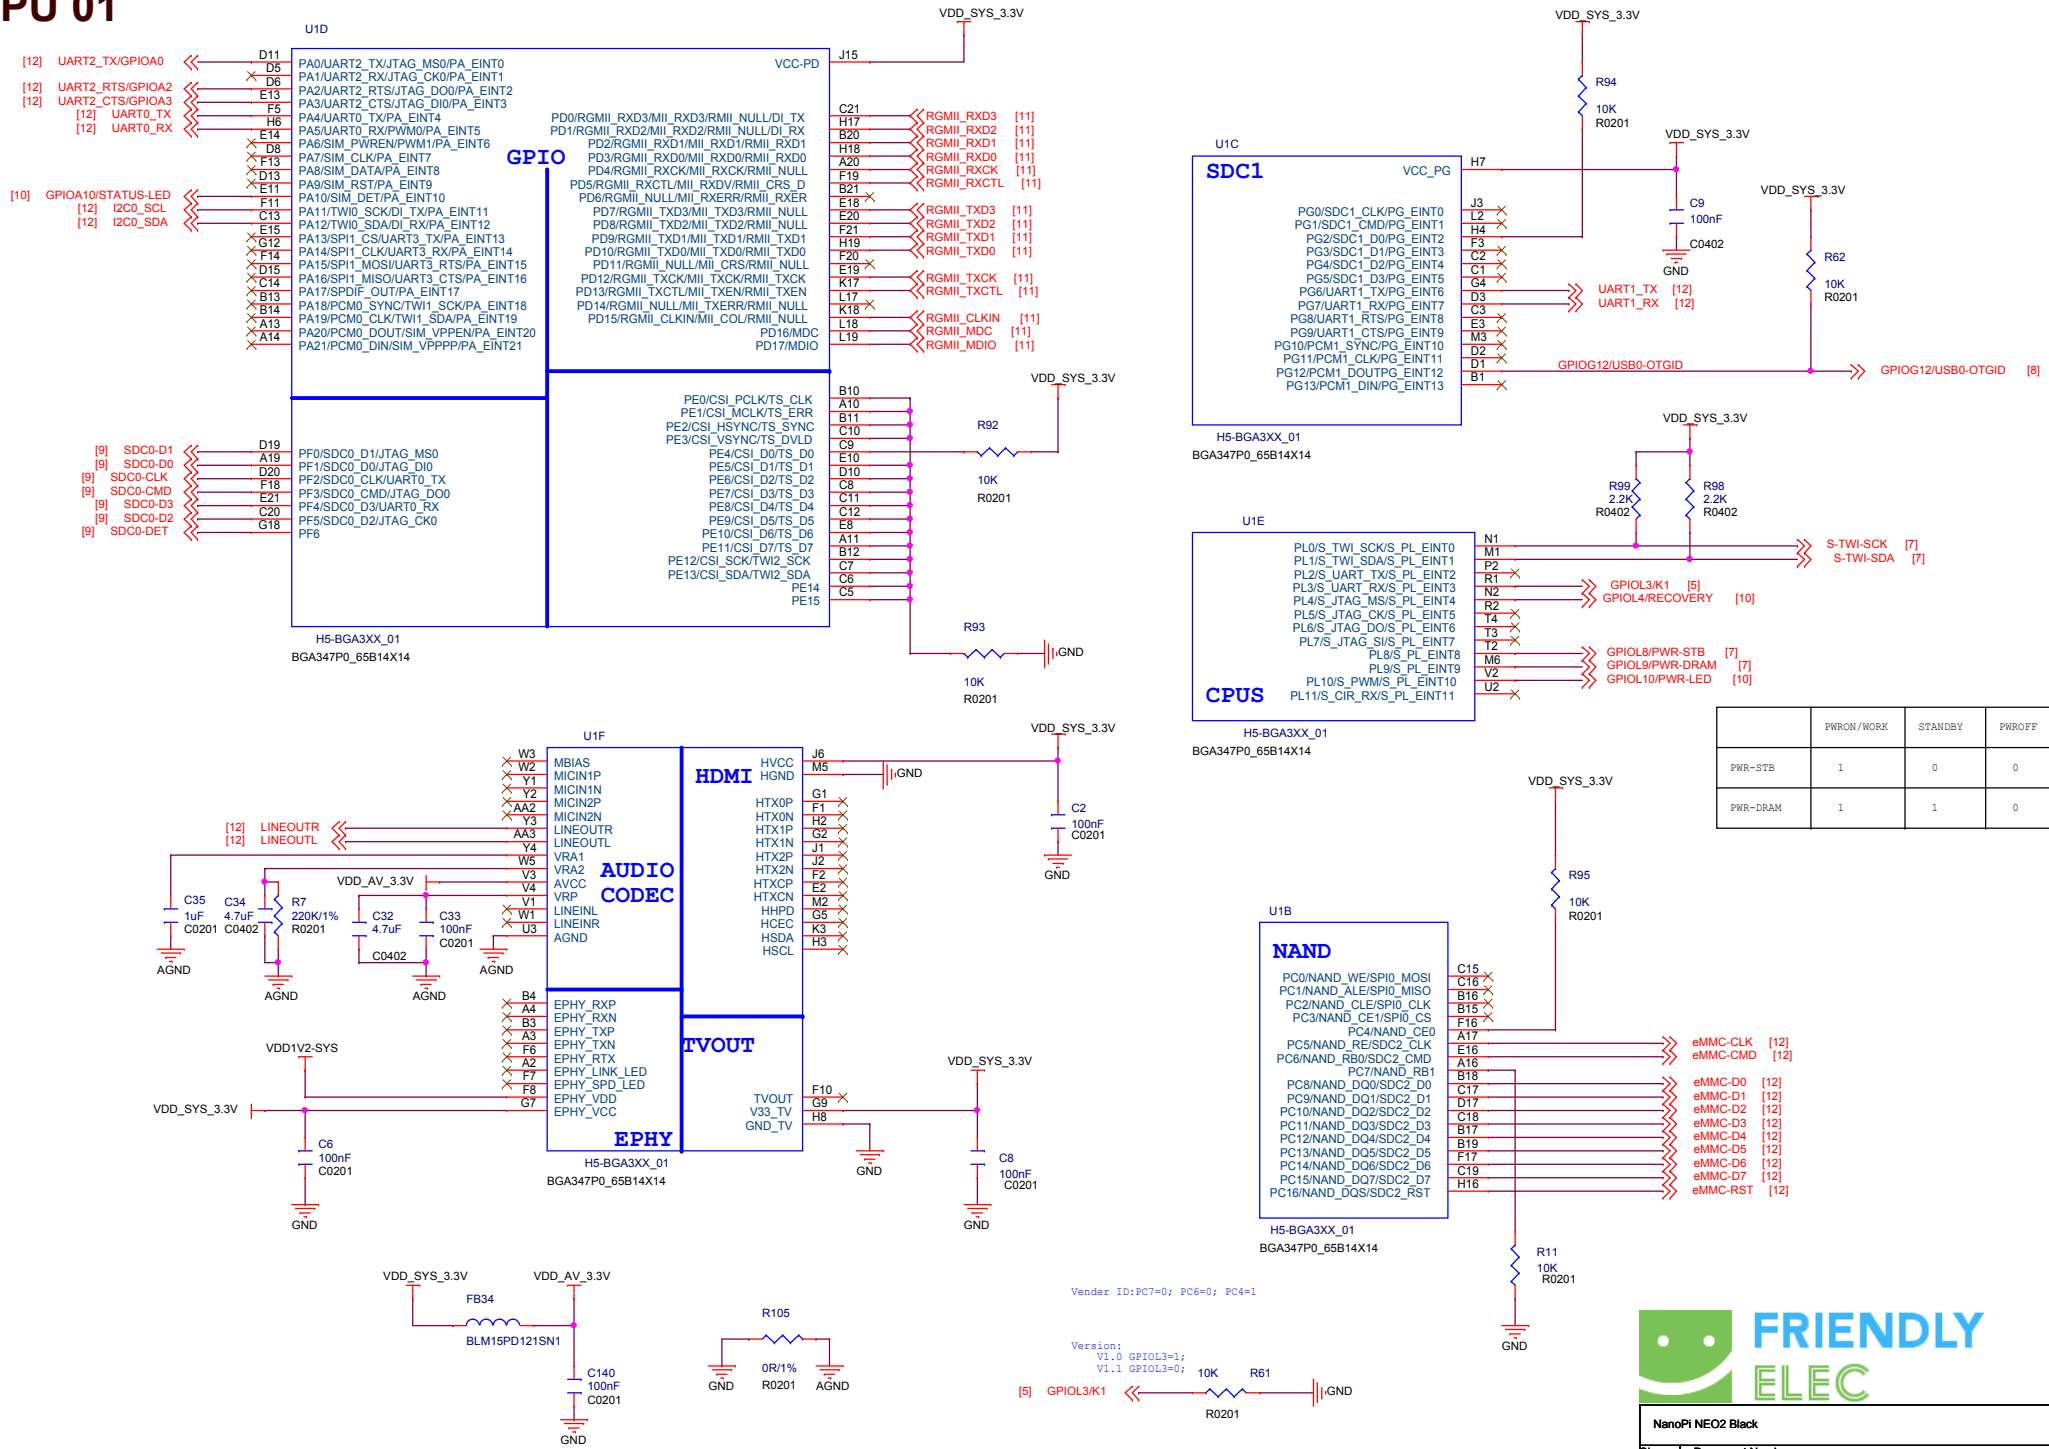 PU 01
U1D
VDD_SYS_3.3V
[12] UART2_TX/GPIOA0
[12] UART2_RTS/GPIOA2
[12] UART2_CTS/GPIOA3
[12] UART0_TX
[12] UART0_RX
[10] GPIOA10/STATUS-LED
[12] I2C0_SCL
[12] I2C0_SDA
D11 PA0/UART2_TX/JTAG_MS0/PA_EINT0
D5 PA1/UART2_RX/JTAG_CK0/PA_EINT1
D6 PA2/UART2_RTS/JTAG_DO0/PA_EINT2
E13 PA3/UART2_CTS/JTAG_DI0/PA_EINT3
F5 PA4/UART0_TX/PA_EINT4
H6 PA5/UART0_RX/PWM0/PA_EINT5
E14 PA6/SIM_PWREN/PWM1/PA_EINT6
D8 PA7/SIM_CLK/PA_EINT7
F13 PA8/SIM_DATA/PA_EINT8
D13 PA9/SIM_RST/PA_EINT9
E11 PA10/SIM_DET/PA_EINT10
F11 PA11/TWI0_SCK/DI_TX/PA_EINT11
C13 PA12/TWI0_SDA/DI_RX/PA_EINT12
E15 PA13/SPI1_CS/UART3_TX/PA_EINT13
G12 PA14/SPI1_CLK/UART3_RX/PA_EINT14
F14 PA15/SPI1_MOSI/UART3_RTS/PA_EINT15
D15 PA16/SPI1_MISO/UART3_CTS/PA_EINT16
C14 PA17/SPDIF_OUT/PA_EINT17
B13 PA18/PCM0_SYNC/TWI1_SCK/PA_EINT18
B14 PA19/PCM0_CLK/TWI1_SDA/PA_EINT19
A13 PA20/PCM0_DOUT/SIM_VPPEN/PA_EINT20
A14 PA21/PCM0_DIN/SIM_VPPPP/PA_EINT21
GPIO
VCC-PD J15
PD0/RGMII_RXD3/MII_RXD3/RMII_NULL/DI_TX C21 RGMII_RXD3 [11]
PD1/RGMII_RXD2/MII_RXD2/RMII_NULL/DI_RX H17 RGMII_RXD2 [11]
PD2/RGMII_RXD1/MII_RXD1/RMII_RXD1 B20 RGMII_RXD1 [11]
PD3/RGMII_RXD0/MII_RXD0/RMII_RXD0 H18 RGMII_RXD0 [11]
PD4/RGMII_RXCK/MII_RXCK/RMII_NULL A20 RGMII_RXCK [11]
PD5/RGMII_RXCTL/MII_RXDV/RMII_CRS_D F19 RGMII_RXCTL [11]
PD6/RGMII_NULL/MII_RXERR/RMII_RXER B21
PD7/RGMII_TXD3/MII_TXD3/RMII_NULL E18 RGMII_TXD3 [11]
PD8/RGMII_TXD2/MII_TXD2/RMII_NULL E20 RGMII_TXD2 [11]
PD9/RGMII_TXD1/MII_TXD1/RMII_TXD1 F21 RGMII_TXD1 [11]
PD10/RGMII_TXD0/MII_TXD0/RMII_TXD0 H19 RGMII_TXD0 [11]
PD11/RGMII_NULL/MII_CRS/RMII_NULL F20
PD12/RGMII_TXCK/MII_TXCK/RMII_TXCK E19 RGMII_TXCK [11]
PD13/RGMII_TXCTL/MII_TXEN/RMII_TXEN K17 RGMII_TXCTL [11]
PD14/RGMII_NULL/MII_TXERR/RMII_NULL L17
PD15/RGMII_CLKIN/MII_COL/RMII_NULL K18 RGMII_CLKIN [11]
PD16/MDC L18 RGMII_MDC [11]
PD17/MDIO L19 RGMII_MDIO [11]
PE0/CSI_PCLK/TS_CLK B10
PE1/CSI_MCLK/TS_ERR A10
PE2/CSI_HSYNC/TS_SYNC B11
PE3/CSI_VSYNC/TS_DVLD C10
PE4/CSI_D0/TS_D0 C9
PE5/CSI_D1/TS_D1 E10
PE6/CSI_D2/TS_D2 D10
PE7/CSI_D3/TS_D3 C8
PE8/CSI_D4/TS_D4 C11
PE9/CSI_D5/TS_D5 C12
PE10/CSI_D6/TS_D6 E8
PE11/CSI_D7/TS_D7 A11
PE12/CSI_SCK/TWI2_SCK B12
PE13/CSI_SDA/TWI2_SDA C7
PE14 C6
PE15 C5
VDD_SYS_3.3V
R92
10K
R0201
R93
10K
R0201
GND
[9] SDC0-D1 D19 PF0/SDC0_D1/JTAG_MS0
[9] SDC0-D0 A19 PF1/SDC0_D0/JTAG_DI0
[9] SDC0-CLK D20 PF2/SDC0_CLK/UART0_TX
[9] SDC0-CMD F18 PF3/SDC0_CMD/JTAG_DO0
[9] SDC0-D3 E21 PF4/SDC0_D3/UART0_RX
[9] SDC0-D2 C20 PF5/SDC0_D2/JTAG_CK0
[9] SDC0-DET G18 PF6
H5-BGA3XX_01
BGA347P0_65B14X14
VDD_SYS_3.3V
R94
10K
R0201
U1C
SDC1
VDD_SYS_3.3V
VCC_PG H7
C9
100nF
C0402
GND
VDD_SYS_3.3V
R62
10K
R0201
PG0/SDC1_CLK/PG_EINT0 J3
PG1/SDC1_CMD/PG_EINT1 L2
PG2/SDC1_D0/PG_EINT2 H4
PG3/SDC1_D1/PG_EINT3 F3
PG4/SDC1_D2/PG_EINT4 C2
PG5/SDC1_D3/PG_EINT5 C1
PG6/UART1_TX/PG_EINT6 G4 UART1_TX [12]
PG7/UART1_RX/PG_EINT7 D3 UART1_RX [12]
PG8/UART1_RTS/PG_EINT8 C3
PG9/UART1_CTS/PG_EINT9 E3
PG10/PCM1_SYNC/PG_EINT10 M3
PG11/PCM1_CLK/PG_EINT11 D2
PG12/PCM1_DOUTPG_EINT12 D1 GPIOG12/USB0-OTGID GPIOG12/USB0-OTGID [8]
PG13/PCM1_DIN/PG_EINT13 B1
H5-BGA3XX_01
BGA347P0_65B14X14
VDD_SYS_3.3V
R99
2.2K
R0402
R98
2.2K
R0402
U1E
PL0/S_TWI_SCK/S_PL_EINT0 N1 S-TWI-SCK [7]
PL1/S_TWI_SDA/S_PL_EINT1 M1 S-TWI-SDA [7]
PL2/S_UART_TX/S_PL_EINT2 P2
PL3/S_UART_RX/S_PL_EINT3 R1 GPIOL3/K1 [5]
PL4/S_JTAG_MS/S_PL_EINT4 N2 GPIOL4/RECOVERY [10]
PL5/S_JTAG_CK/S_PL_EINT5 R2
PL6/S_JTAG_DO/S_PL_EINT6 T4
PL7/S_JTAG_SI/S_PL_EINT7 T3
PL8/S_PL_EINT8 T2 GPIOL8/PWR-STB [7]
PL9/S_PL_EINT9 M6 GPIOL9/PWR-DRAM [7]
PL10/S_PWM/S_PL_EINT10 V2 GPIOL10/PWR-LED [10]
PL11/S_CIR_RX/S_PL_EINT11 U2
CPUS
H5-BGA3XX_01
BGA347P0_65B14X14
PWRON/WORK STANDBY PWROFF
PWR-STB 1 0 0
PWR-DRAM 1 1 0
U1F
W3 MBIAS
W2 MICIN1P
Y1 MICIN1N
Y2 MICIN2P
AA2 MICIN2N
[12] LINEOUTR Y3 LINEOUTR
[12] LINEOUTL AA3 LINEOUTL
Y4 VRA1
W5 VRA2
VDD_AV_3.3V V3 AVCC
V4 VRP
V1 LINEINL
W1 LINEINR
U3 AGND
AUDIO
CODEC
C35
1uF
C0201
AGND
C34
4.7uF
C0402
R7
220K/1%
R0201
AGND
C32
4.7uF
C0402
C33
100nF
C0201
AGND
AGND
HDMI
VDD_SYS_3.3V
HVCC J6
HGND M5 GND
HTX0P G1
HTX0N F1
HTX1P H2
HTX1N G2
HTX2P J1
HTX2N J2
HTXCP F2
HTXCN E2
HHPD M2
HCEC G5
HSDA K3
HSCL H3
C2
100nF
C0201
GND
B4 EPHY_RXP
A4 EPHY_RXN
B3 EPHY_TXP
A3 EPHY_TXN
F6 EPHY_RTX
A2 EPHY_LINK_LED
F7 EPHY_SPD_LED
F8 EPHY_VDD
G7 EPHY_VCC
EPHY
VDD1V2-SYS
VDD_SYS_3.3V
C6
100nF
C0201
GND
TVOUT
VDD_SYS_3.3V
TVOUT F10
V33_TV G9
GND_TV H8
GND
C8
100nF
C0201
GND
H5-BGA3XX_01
BGA347P0_65B14X14
VDD_SYS_3.3V
R95
10K
R0201
U1B
NAND
PC0/NAND_WE/SPI0_MOSI C15
PC1/NAND_ALE/SPI0_MISO C16
PC2/NAND_CLE/SPI0_CLK B16
PC3/NAND_CE1/SPI0_CS B15
PC4/NAND_CE0 F16
PC5/NAND_RE/SDC2_CLK A17 eMMC-CLK [12]
PC6/NAND_RB0/SDC2_CMD E16 eMMC-CMD [12]
PC7/NAND_RB1 A16
PC8/NAND_DQ0/SDC2_D0 B18 eMMC-D0 [12]
PC9/NAND_DQ1/SDC2_D1 C17 eMMC-D1 [12]
PC10/NAND_DQ2/SDC2_D2 D17 eMMC-D2 [12]
PC11/NAND_DQ3/SDC2_D3 C18 eMMC-D3 [12]
PC12/NAND_DQ4/SDC2_D4 B17 eMMC-D4 [12]
PC13/NAND_DQ5/SDC2_D5 B19 eMMC-D5 [12]
PC14/NAND_DQ6/SDC2_D6 F17 eMMC-D6 [12]
PC15/NAND_DQ7/SDC2_D7 C19 eMMC-D7 [12]
PC16/NAND_DQS/SDC2_RST H16 eMMC-RST [12]
H5-BGA3XX_01
BGA347P0_65B14X14
R11
10K
R0201
GND
VDD_SYS_3.3V
VDD_AV_3.3V
FB34
BLM15PD121SN1
C140
100nF
C0201
GND
R105
0R/1%
R0201
GND
AGND
Vender ID:PC7=0; PC6=0; PC4=1
Version:
V1.0 GPIOL3=1;
V1.1 GPIOL3=0;
[5] GPIOL3/K1
10K R61
R0201
GND
FRIENDLY
ELEC
NanoPi NEO2 Black